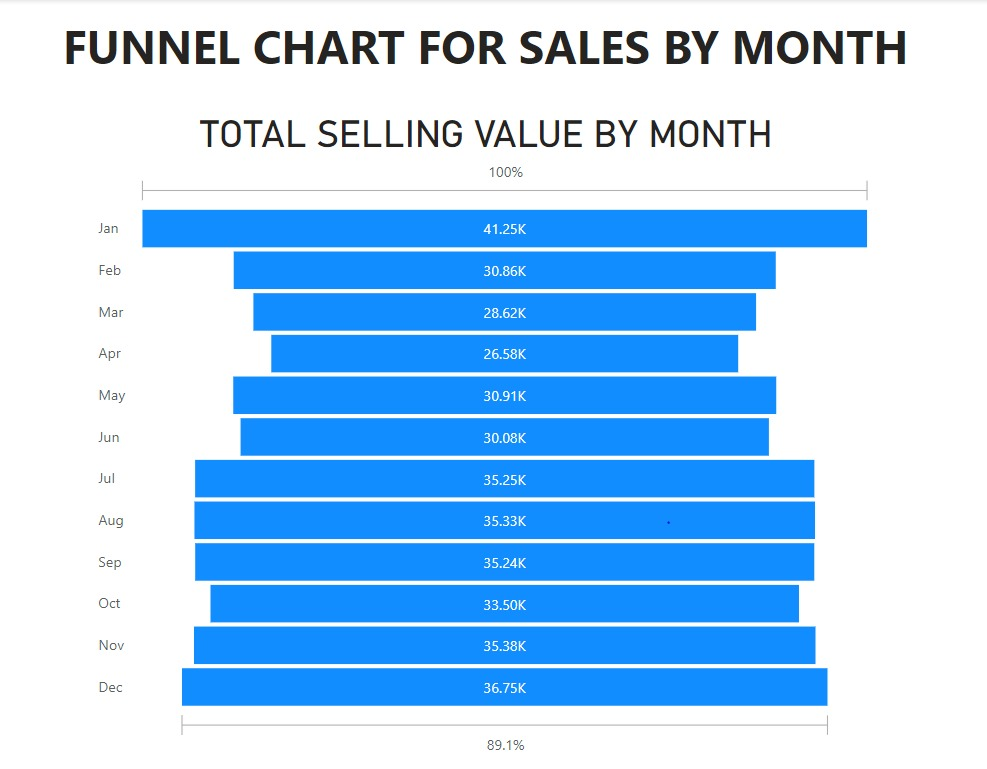 FUNNEL CHART FOR SALES BY MONTH
TOTAL SELLING VALUE BY MONTH
100%
Jan 41.25K
Feb 30.86K
Mar 28.62K
Apr 26.58K
May 30.91K
Jun 30.08K
Jul 35.25K
Aug 35.33K
Sep 35.24K
Oct 33.50K
Nov 35.38K
Dec 36.75K
89.1%